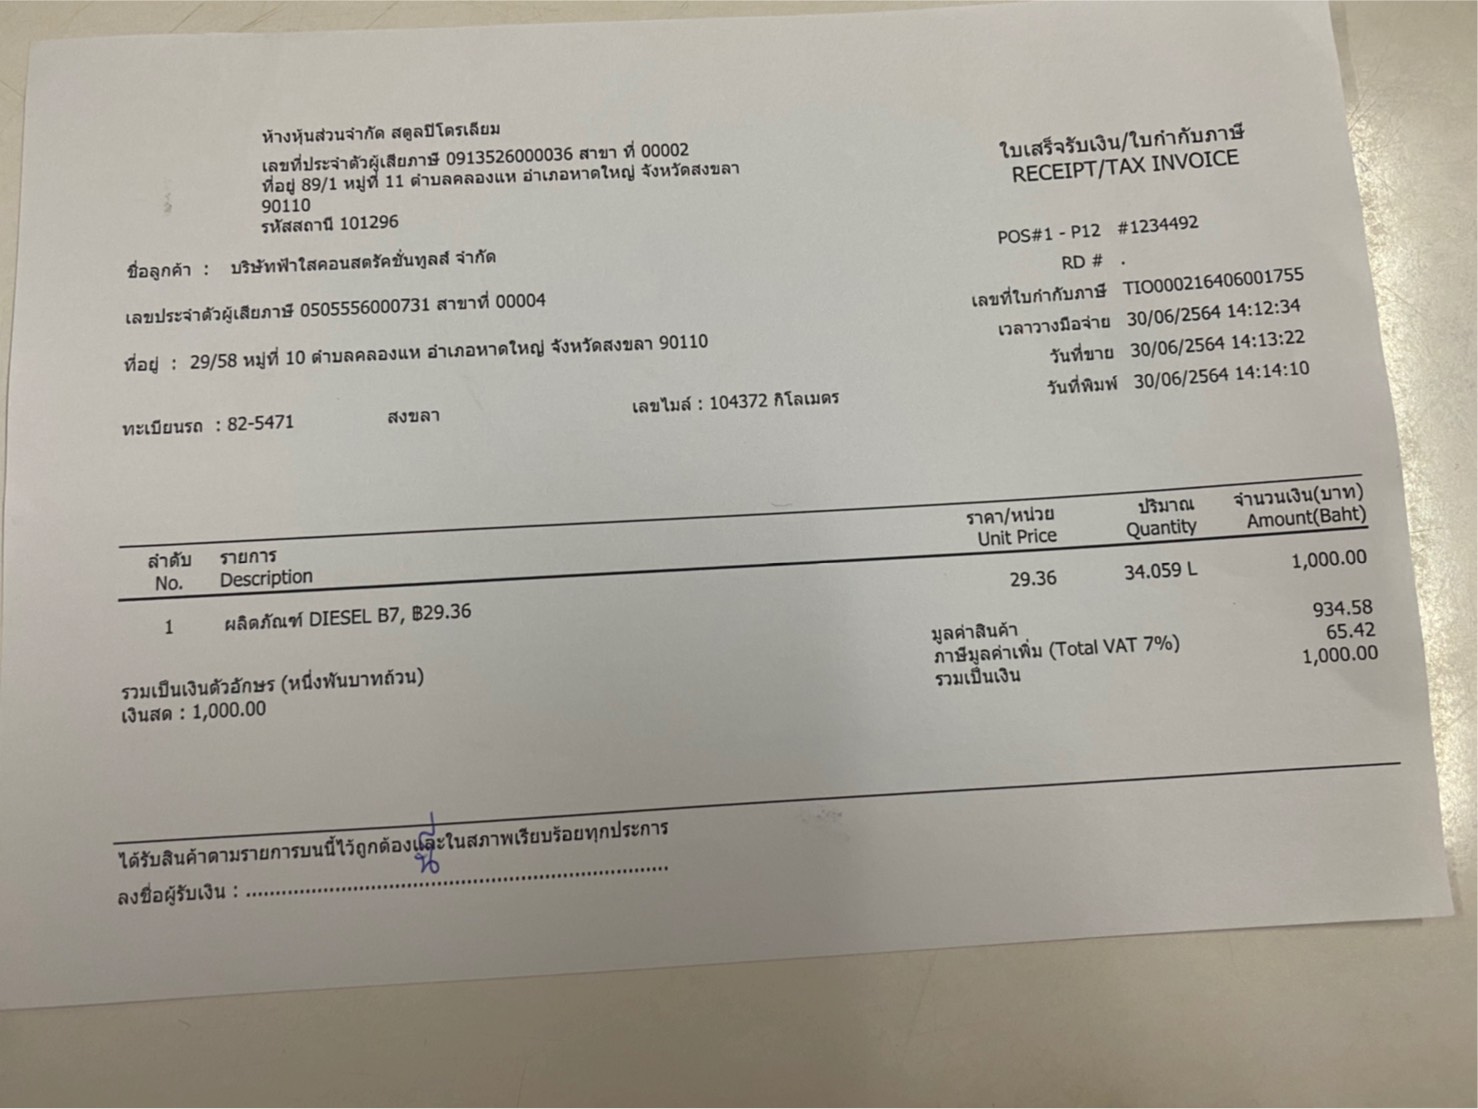 ห้างหุ้นส่วนจำกัด สตูลปิโตรเลียม
เลขที่ประจำตัวผู้เสียภาษี 0913526000036 สาขา ที่ 00002
ที่อยู่ 89/1 หมู่ที่ 11 ตำบลคลองแห อำเภอหาดใหญ่ จังหวัดสงขลา
90110
รหัสสถานี 101296
ใบเสร็จรับเงิน/ใบกำกับภาษี
RECEIPT/TAX INVOICE
POS#1 - P12 #1234492
RD # .
เลขที่ใบกำกับภาษี TIO000216406001755
เวลาวางมือจ่าย 30/06/2564 14:12:34
วันที่ขาย 30/06/2564 14:13:22
วันที่พิมพ์ 30/06/2564 14:14:10
ชื่อลูกค้า : บริษัทฟ้าใสคอนสตรัคชั่นทูลส์ จำกัด
เลขประจำตัวผู้เสียภาษี 0505556000731 สาขาที่ 00004
ที่อยู่ : 29/58 หมู่ที่ 10 ตำบลคลองแห อำเภอหาดใหญ่ จังหวัดสงขลา 90110
ทะเบียนรถ : 82-5471 สงขลา เลขไมล์ : 104372 กิโลเมตร
ลำดับ รายการ ราคา/หน่วย ปริมาณ จำนวนเงิน(บาท)
No. Description Unit Price Quantity Amount(Baht)
1 ผลิตภัณฑ์ DIESEL B7, ฿29.36 29.36 34.059 L 1,000.00
มูลค่าสินค้า 934.58
ภาษีมูลค่าเพิ่ม (Total VAT 7%) 65.42
รวมเป็นเงิน 1,000.00
รวมเป็นเงินตัวอักษร (หนึ่งพันบาทถ้วน)
เงินสด : 1,000.00
ได้รับสินค้าตามรายการบนนี้ไว้ถูกต้องและในสภาพเรียบร้อยทุกประการ
ลงชื่อผู้รับเงิน : ........................................................................